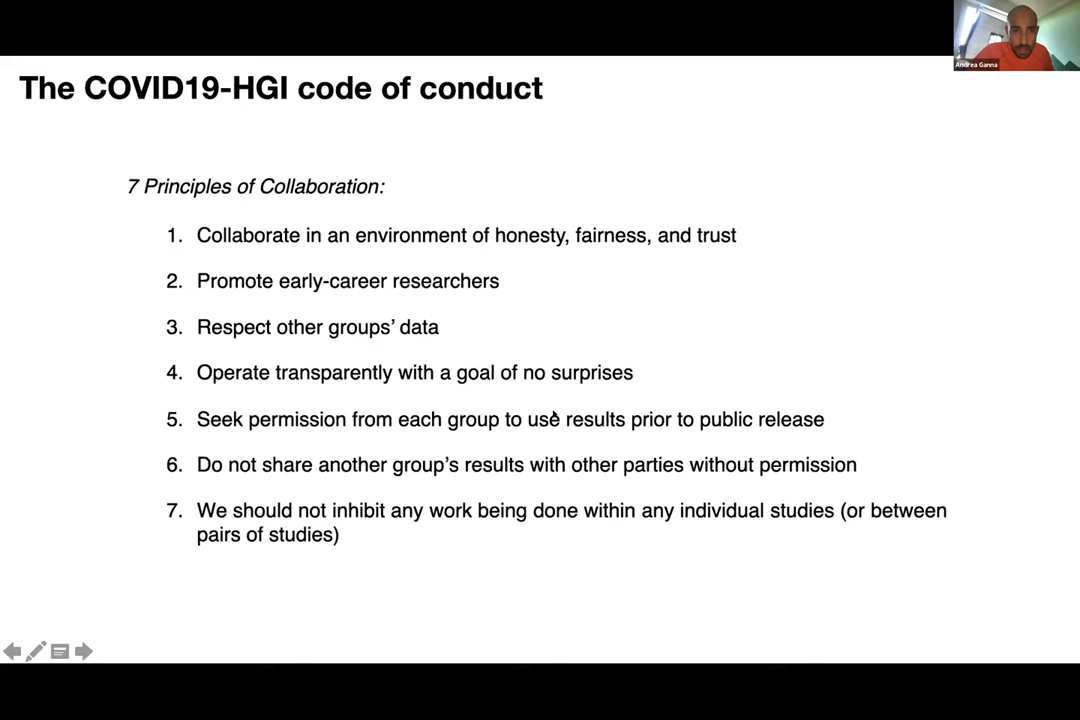 Andrea Ganna
The COVID19-HGI code of conduct
7 Principles of Collaboration:
1. Collaborate in an environment of honesty, fairness, and trust
2. Promote early-career researchers
3. Respect other groups’ data
4. Operate transparently with a goal of no surprises
5. Seek permission from each group to use results prior to public release
6. Do not share another group’s results with other parties without permission
7. We should not inhibit any work being done within any individual studies (or between
pairs of studies)